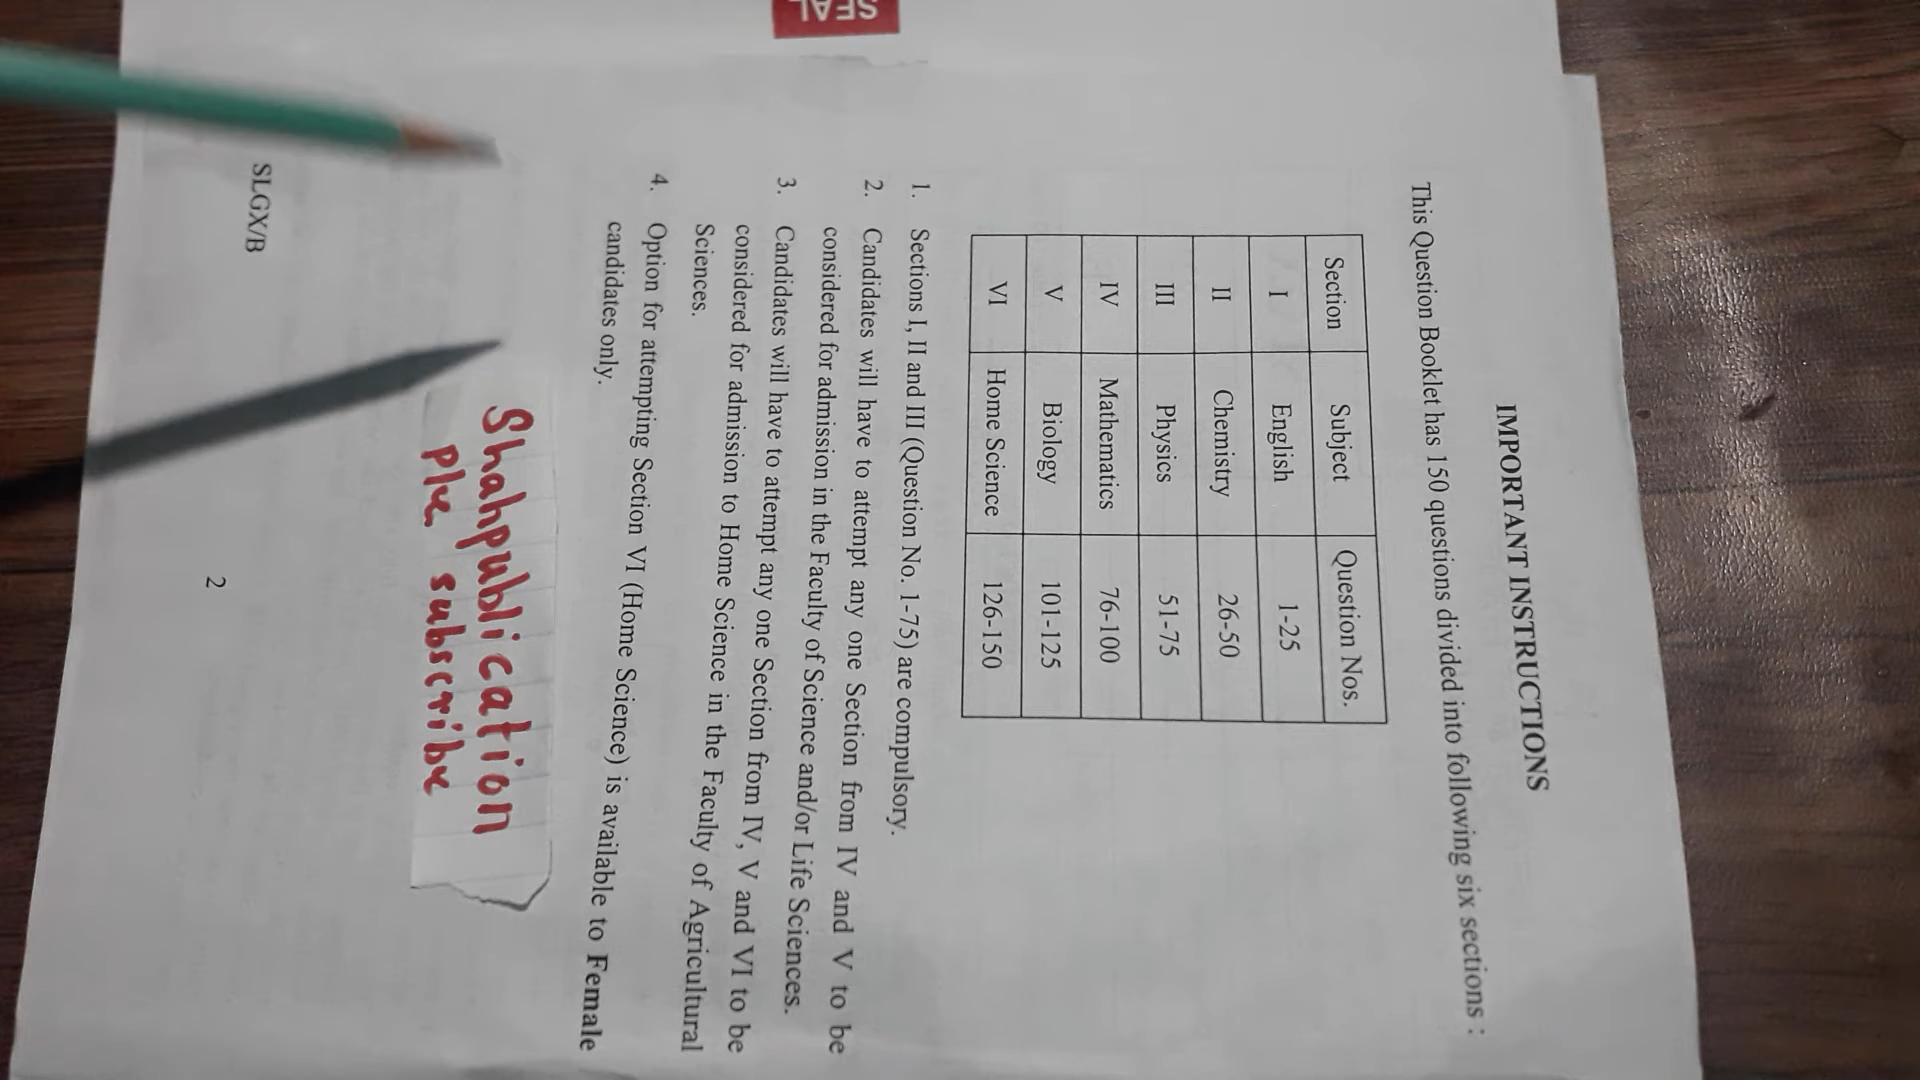 SEAL
IMPORTANT INSTRUCTIONS
This Question Booklet has 150 questions divided into following six sections :
Section Subject Question Nos.
I English 1-25
II Chemistry 26-50
III Physics 51-75
IV Mathematics 76-100
V Biology 101-125
VI Home Science 126-150
1. Sections I, II and III (Question No. 1-75) are compulsory.
2. Candidates will have to attempt any one Section from IV and V to be
considered for admission in the Faculty of Science and/or Life Sciences.
3. Candidates will have to attempt any one Section from IV, V and VI to be
considered for admission to Home Science in the Faculty of Agricultural
Sciences.
4. Option for attempting Section VI (Home Science) is available to Female
candidates only.
Shahpublication
ple subscribe
SLGX/B
2